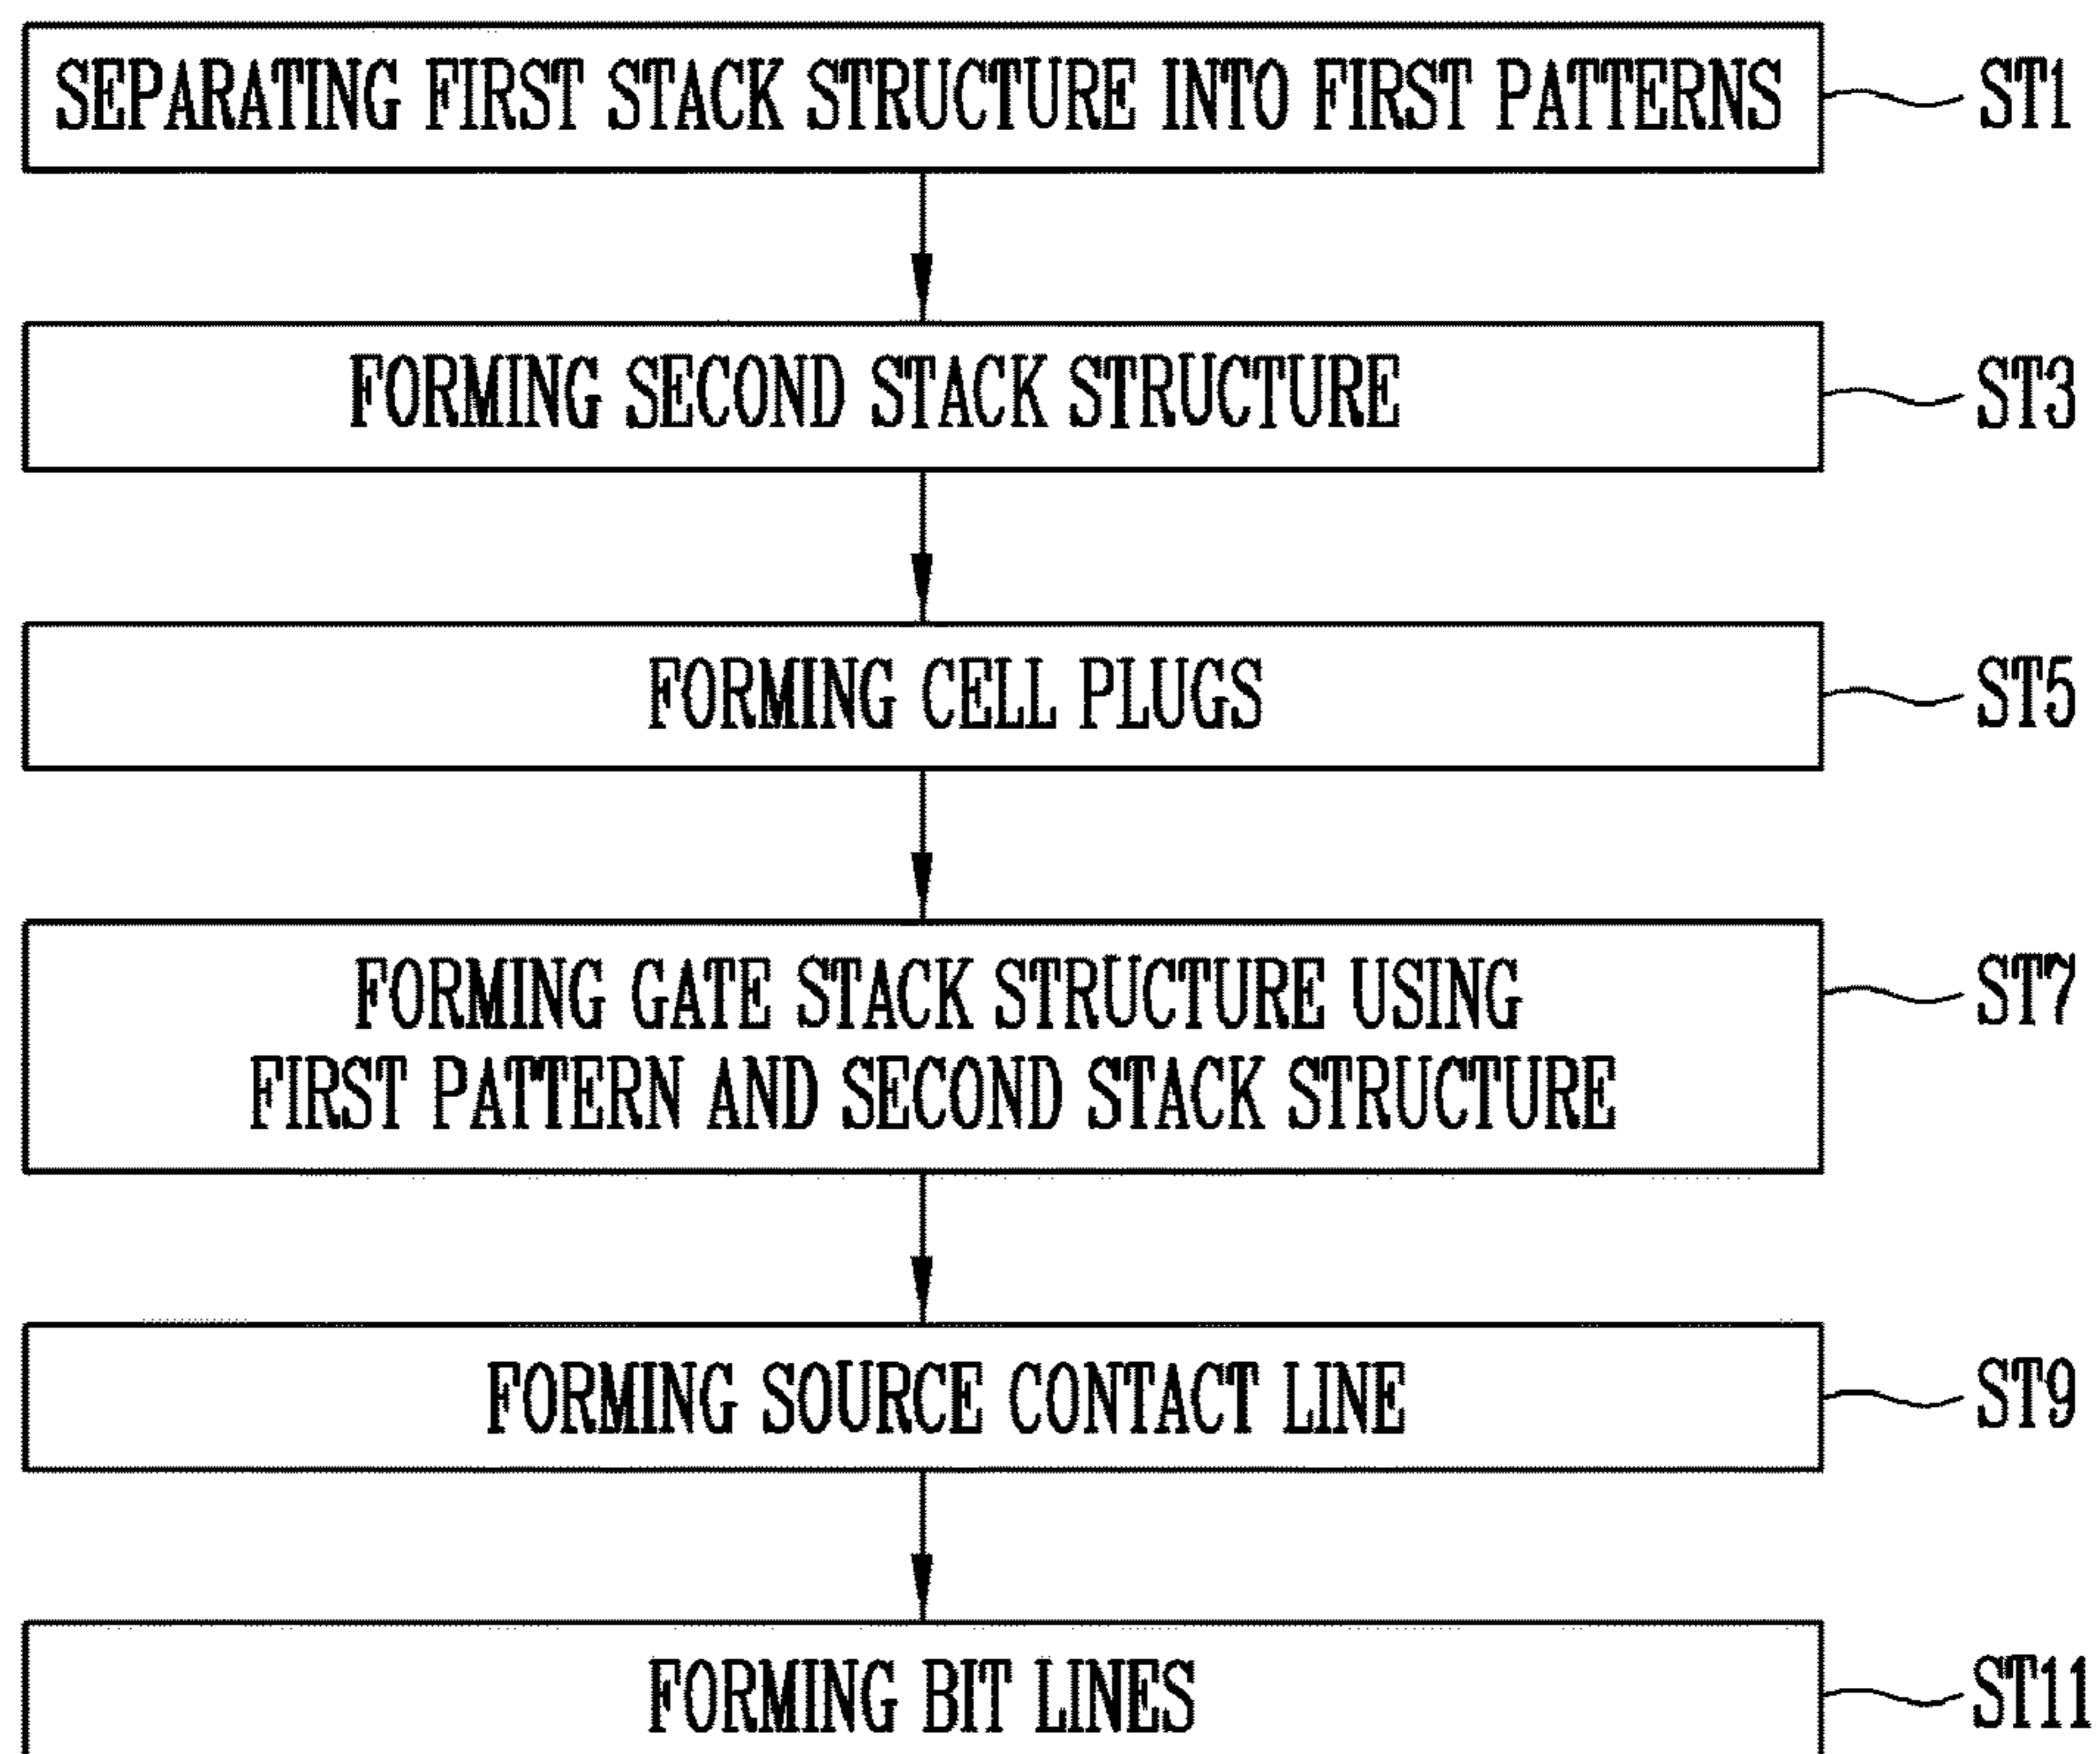 SEPARATING FIRST STACK STRUCTURE INTO FIRST PATTERNS
ST1
FORMING SECOND STACK STRUCTURE
ST3
FORMING CELL PLUGS
ST5
FORMING GATE STACK STRUCTURE USING
FIRST PATTERN AND SECOND STACK STRUCTURE
ST7
FORMING SOURCE CONTACT LINE
ST9
FORMING BIT LINES
ST11